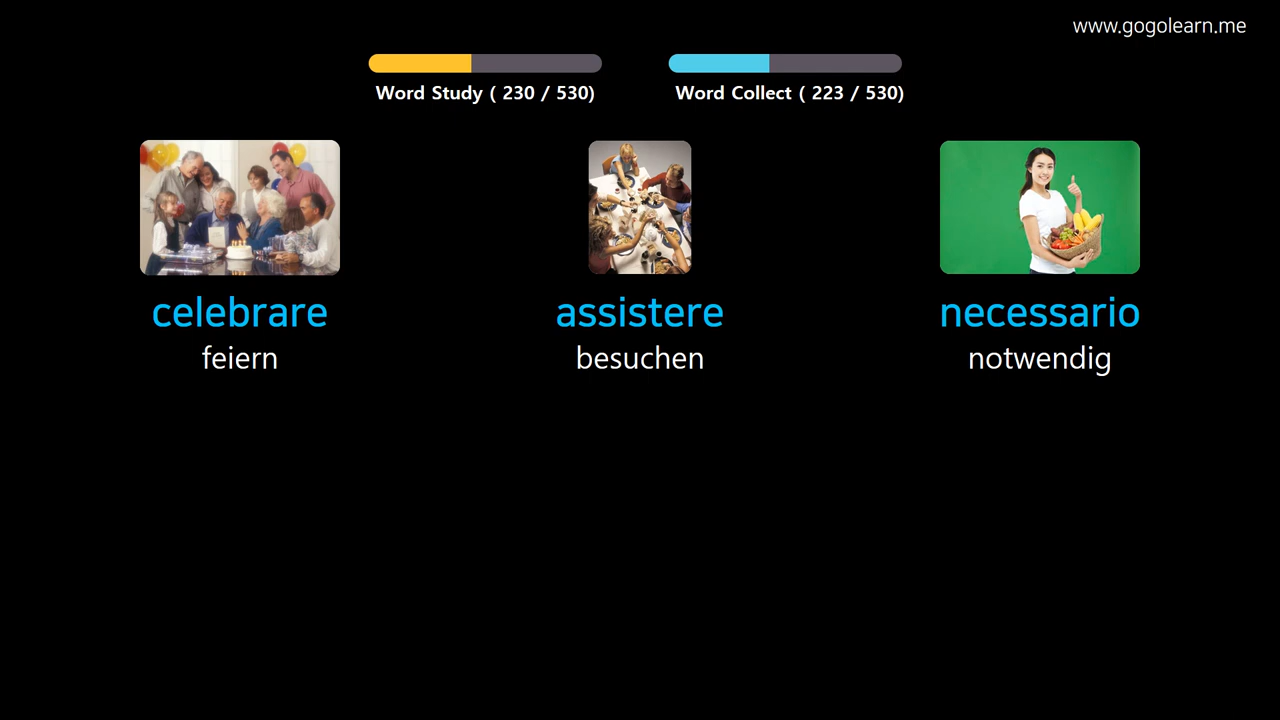 www.gogolearn.me
Word Study ( 230 / 530)
Word Collect ( 223 / 530)
celebrare
assistere
necessario
feiern
besuchen
notwendig